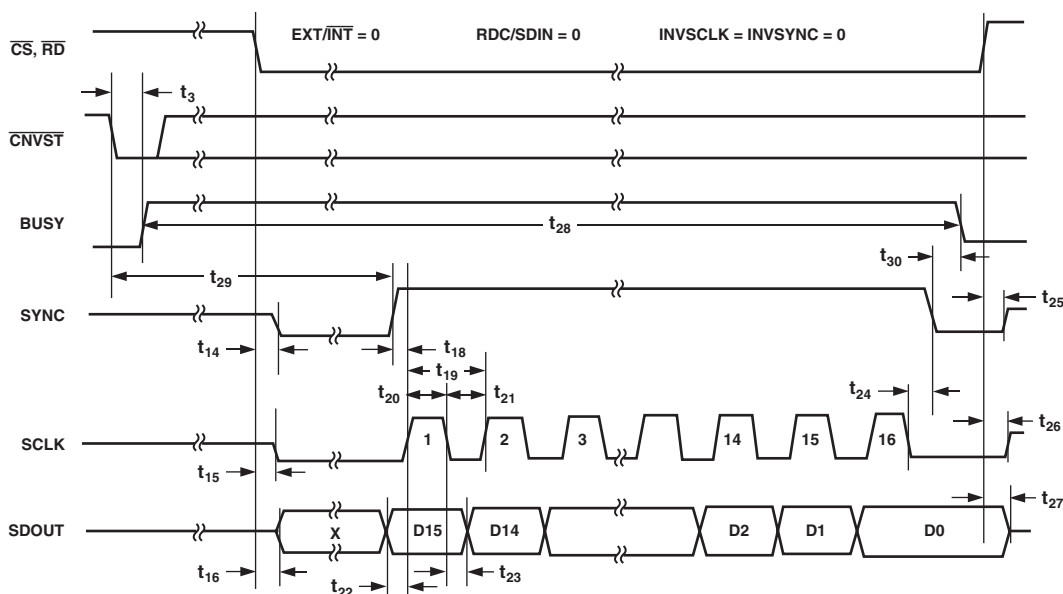 EXT/INT = 0 RDC/SDIN = 0 INVSCLK = INVSYNC = 0
CS, RD
t3
CNVST
BUSY
t28
t30
t29
t25
SYNC
t14
t18
t19
t20
t21
t24
t26
SCLK
1 2 3 14 15 16
t15
t27
SDOUT
X D15 D14 D2 D1 D0
t16
t22
t23